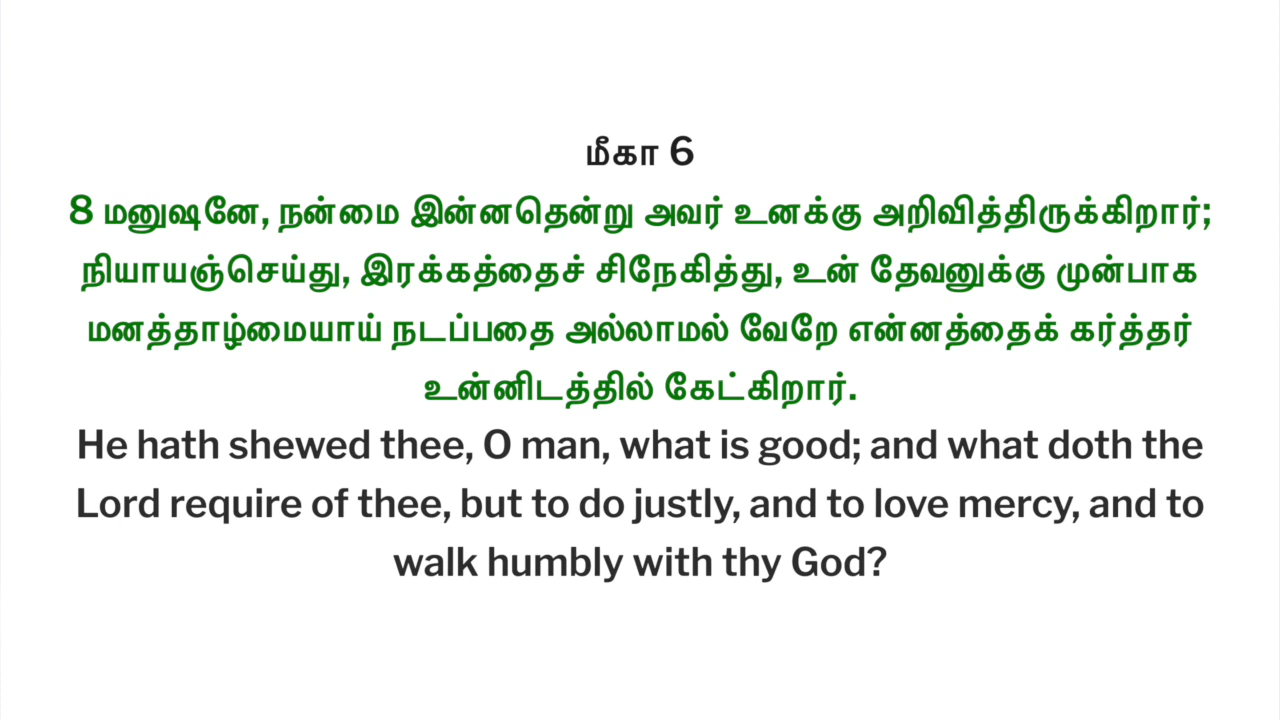 மீகா 6
8 மனுஷனே, நன்மை இன்னதென்று அவர் உனக்கு அறிவித்திருக்கிறார்;
நியாயஞ்செய்து, இரக்கத்தைச் சிநேகித்து, உன் தேவனுக்கு முன்பாக
மனத்தாழ்மையாய் நடப்பதை அல்லாமல் வேறே என்னத்தைக் கர்த்தர்
உன்னிடத்தில் கேட்கிறார்.
He hath shewed thee, O man, what is good; and what doth the
Lord require of thee, but to do justly, and to love mercy, and to
walk humbly with thy God?